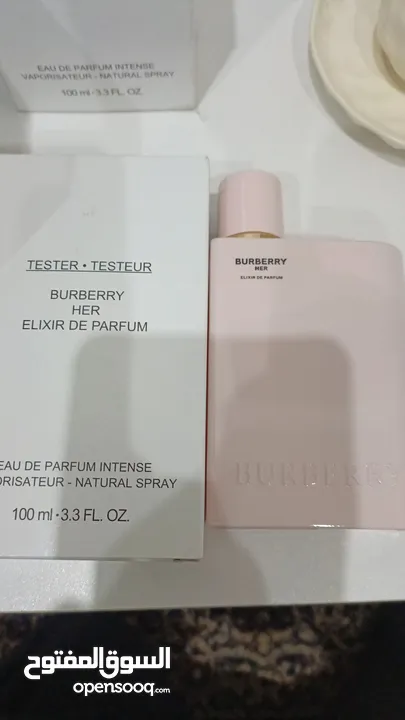 EAU DE PARFUM INTENSE
VAPORISATEUR - NATURAL SPRAY
100 ml · 3.3 FL. OZ.
TESTER • TESTEUR
BURBERRY
HER
ELIXIR DE PARFUM
EAU DE PARFUM INTENSE
ORISATEUR - NATURAL SPRAY
100 ml · 3.3 FL. OZ.
BURBERRY
HER
ELIXIR DE PARFUM
BURBERRY
السوق المفتوح
opensooq.com